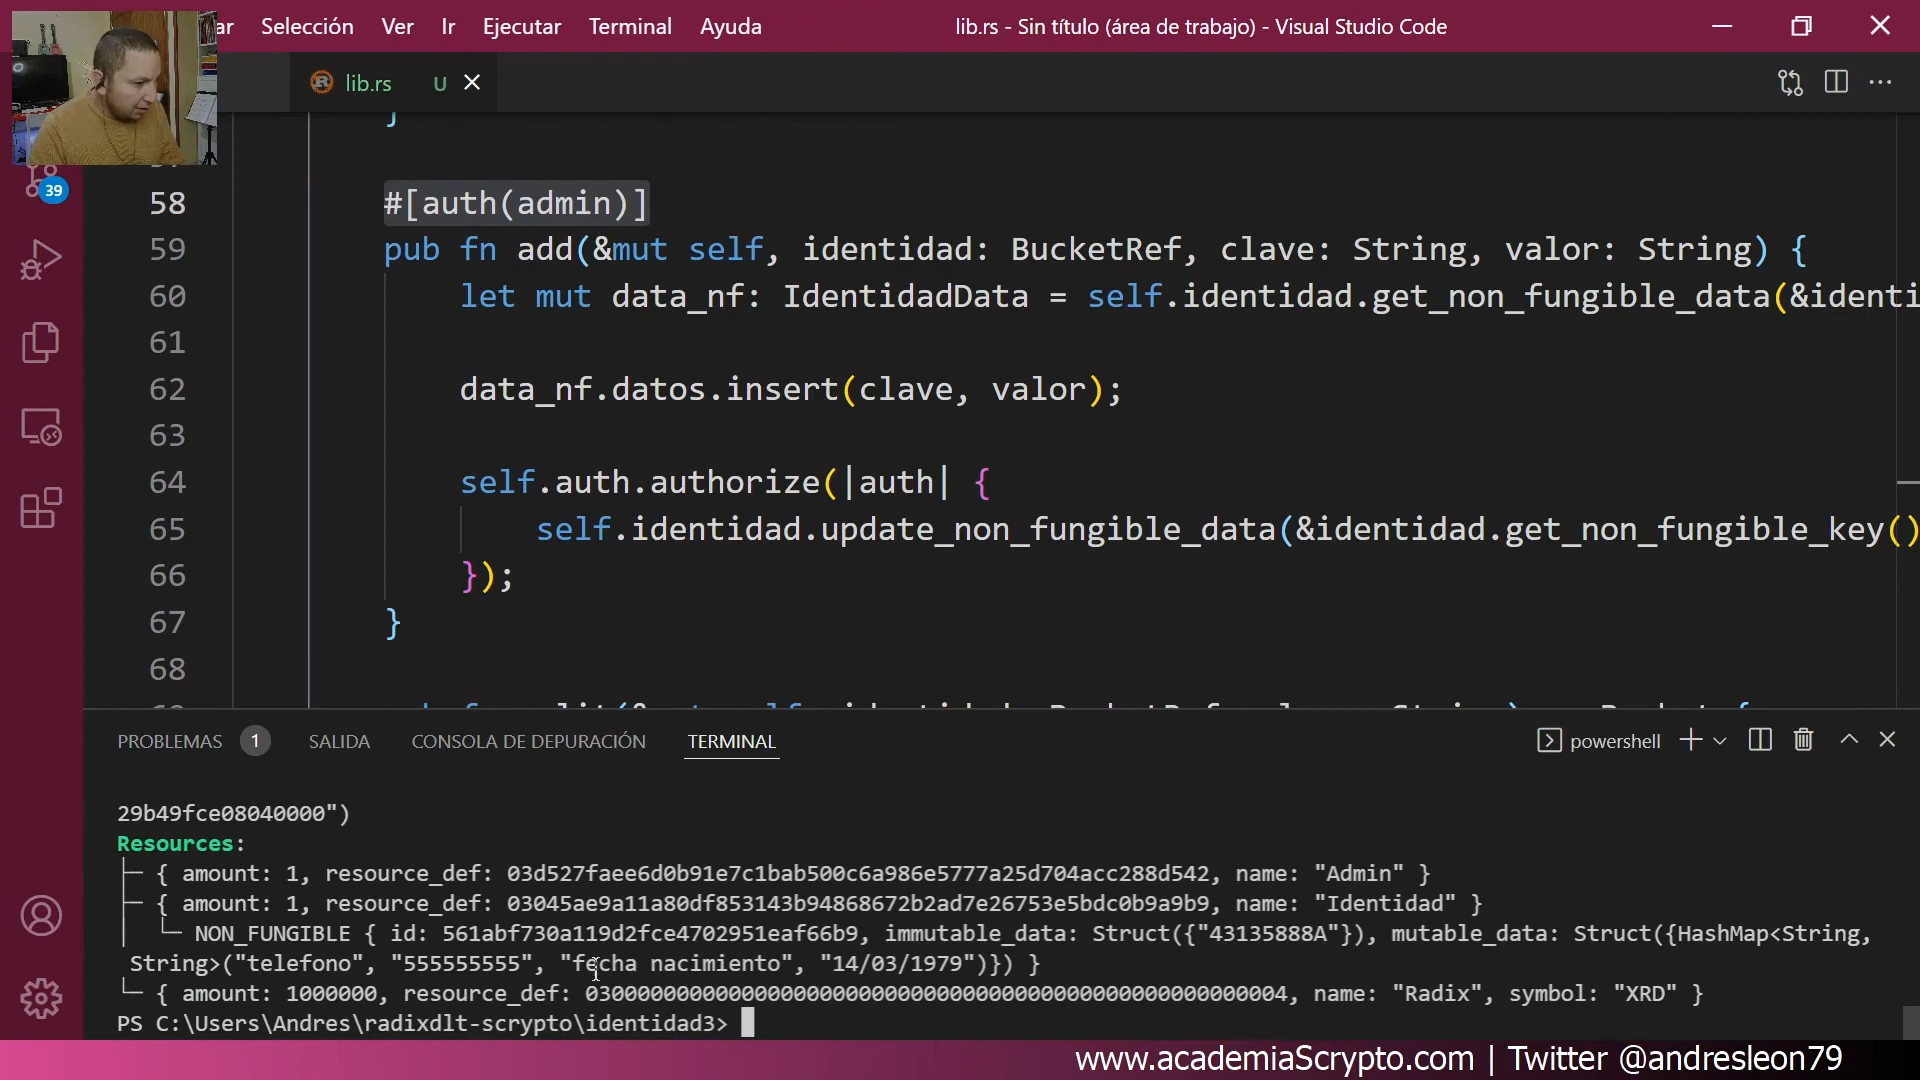 ar Selección Ver Ir Ejecutar Terminal Ayuda lib.rs - Sin título (área de trabajo) - Visual Studio Code
lib.rs U
39
}
58 #[auth(admin)]
59 pub fn add(&mut self, identidad: BucketRef, clave: String, valor: String) {
60 let mut data_nf: IdentidadData = self.identidad.get_non_fungible_data(&identi
61
62 data_nf.datos.insert(clave, valor);
63
64 self.auth.authorize(|auth| {
65 self.identidad.update_non_fungible_data(&identidad.get_non_fungible_key()
66 });
67 }
68
PROBLEMAS 1 SALIDA CONSOLA DE DEPURACIÓN TERMINAL powershell
29b49fce08040000")
Resources:
├─ { amount: 1, resource_def: 03d527faee6d0b91e7c1bab500c6a986e5777a25d704acc288d542, name: "Admin" }
├─ { amount: 1, resource_def: 03045ae9a11a80df853143b94868672b2ad7e26753e5bdc0b9a9b9, name: "Identidad" }
│ └─ NON_FUNGIBLE { id: 561abf730a119d2fce4702951eaf66b9, immutable_data: Struct({"43135888A"}), mutable_data: Struct({HashMap<String,
String>("telefono", "555555555", "fecha nacimiento", "14/03/1979")}) }
└─ { amount: 1000000, resource_def: 030000000000000000000000000000000000000000000000000004, name: "Radix", symbol: "XRD" }
PS C:\Users\Andres\radixdlt-scrypto\identidad3>
www.academiaScrypto.com | Twitter @andresleon79